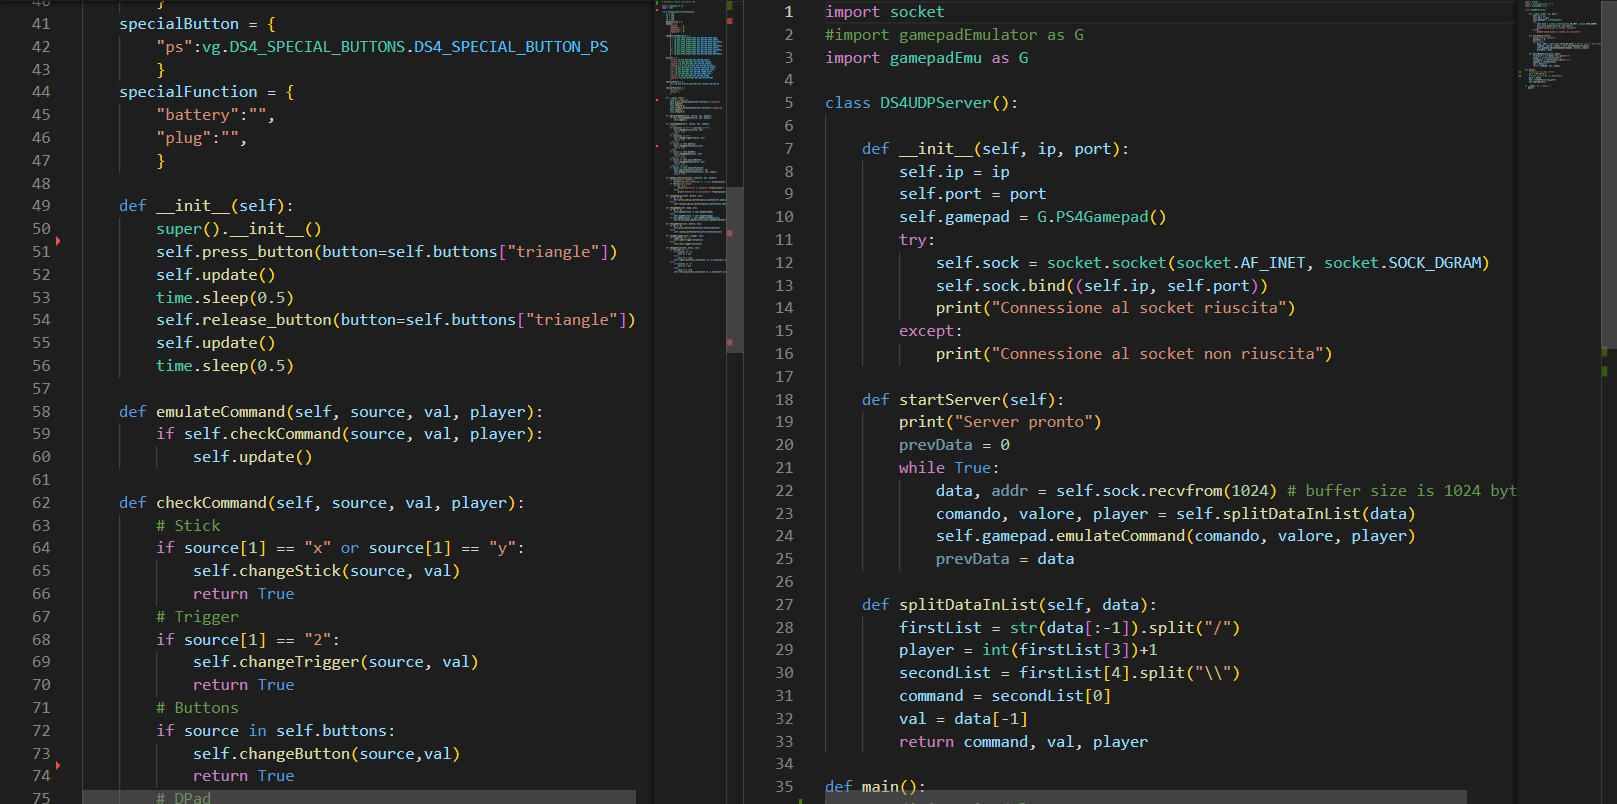 40 }
41 specialButton = {
42 "ps":vg.DS4_SPECIAL_BUTTONS.DS4_SPECIAL_BUTTON_PS
43 }
44 specialFunction = {
45 "battery":"",
46 "plug":"",
47 }
48
49 def __init__(self):
50 super().__init__()
51 self.press_button(button=self.buttons["triangle"])
52 self.update()
53 time.sleep(0.5)
54 self.release_button(button=self.buttons["triangle"])
55 self.update()
56 time.sleep(0.5)
57
58 def emulateCommand(self, source, val, player):
59 if self.checkCommand(source, val, player):
60 self.update()
61
62 def checkCommand(self, source, val, player):
63 # Stick
64 if source[1] == "x" or source[1] == "y":
65 self.changeStick(source, val)
66 return True
67 # Trigger
68 if source[1] == "2":
69 self.changeTrigger(source, val)
70 return True
71 # Buttons
72 if source in self.buttons:
73 self.changeButton(source,val)
74 return True
75 # DPad
1 import socket
2 #import gamepadEmulator as G
3 import gamepadEmu as G
4
5 class DS4UDPServer():
6
7 def __init__(self, ip, port):
8 self.ip = ip
9 self.port = port
10 self.gamepad = G.PS4Gamepad()
11 try:
12 self.sock = socket.socket(socket.AF_INET, socket.SOCK_DGRAM)
13 self.sock.bind((self.ip, self.port))
14 print("Connessione al socket riuscita")
15 except:
16 print("Connessione al socket non riuscita")
17
18 def startServer(self):
19 print("Server pronto")
20 prevData = 0
21 while True:
22 data, addr = self.sock.recvfrom(1024) # buffer size is 1024 byt
23 comando, valore, player = self.splitDataInList(data)
24 self.gamepad.emulateCommand(comando, valore, player)
25 prevData = data
26
27 def splitDataInList(self, data):
28 firstList = str(data[:-1]).split("/")
29 player = int(firstList[3])+1
30 secondList = firstList[4].split("\\")
31 command = secondList[0]
32 val = data[-1]
33 return command, val, player
34
35 def main():